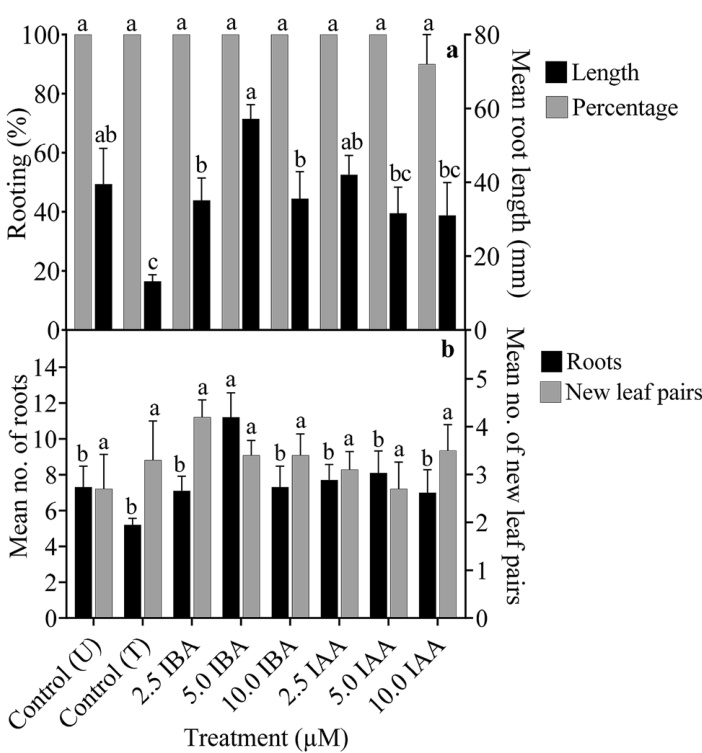 a a a a a a a a
100 80 a
Length
Percentage
80
a
60
ab
ab
60
b
b
bc
bc
40
40
c
20
20
0
0
Rooting (%)
Mean root length (mm)
b
Roots
New leaf pairs
14
12
10
8
6
4
2
0
5
4
3
2
1
0
b a
b a
b a
a a
b a
b a
b a
b a
Mean no. of roots
Mean no. of new leaf pairs
Control (U)
Control (T)
2.5 IBA
5.0 IBA
10.0 IBA
2.5 IAA
5.0 IAA
10.0 IAA
Treatment (µM)